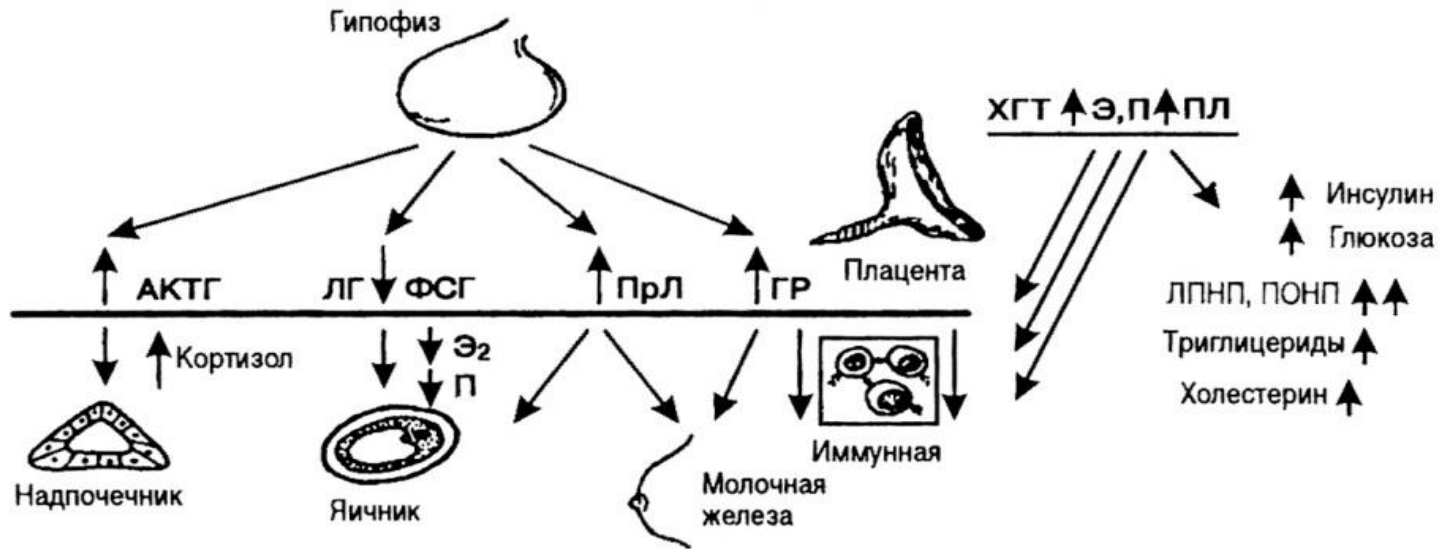 Гипофиз
ХГТ Э,П ПЛ
Инсулин
Глюкоза
Плацента
АКТГ ЛГ ФСГ ПрЛ ГР
ЛПНП, ПОНП
Кортизол
Э₂
П
Триглицериды
Холестерин
Иммунная
Надпочечник
Яичник
Молочная
железа